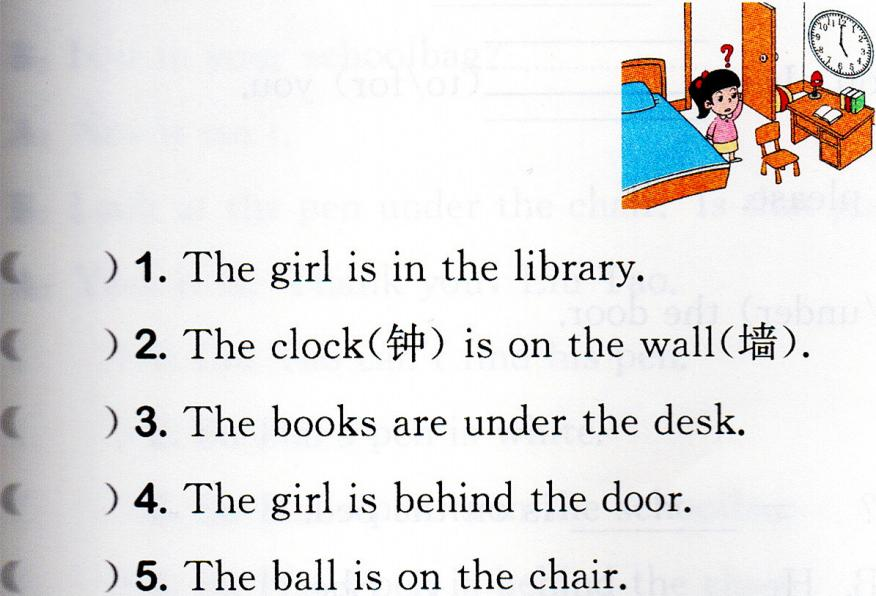 ?
12
( ) 1. The girl is in the library.
( ) 2. The clock(钟) is on the wall(墙).
( ) 3. The books are under the desk.
( ) 4. The girl is behind the door.
( ) 5. The ball is on the chair.